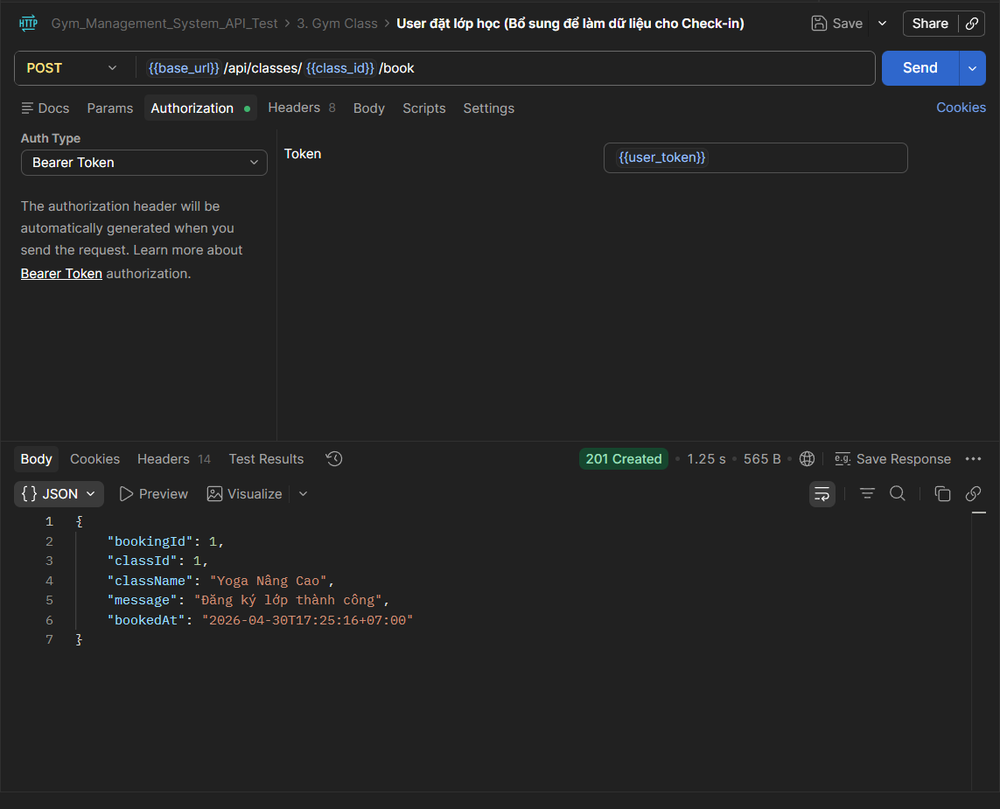 HTTP Gym_Management_System_API_Test > 3. Gym Class > User đặt lớp học (Bổ sung để làm dữ liệu cho Check-in) Save Share
POST {{base_url}} /api/classes/ {{class_id}} /book Send
Docs Params Authorization Headers 8 Body Scripts Settings Cookies
Auth Type
Bearer Token
Token {{user_token}}
The authorization header will be
automatically generated when you
send the request. Learn more about
Bearer Token authorization.
Body Cookies Headers 14 Test Results 201 Created 1.25 s 565 B e.g. Save Response
{} JSON Preview Visualize
1 {
2 "bookingId": 1,
3 "classId": 1,
4 "className": "Yoga Nâng Cao",
5 "message": "Đăng ký lớp thành công",
6 "bookedAt": "2026-04-30T17:25:16+07:00"
7 }